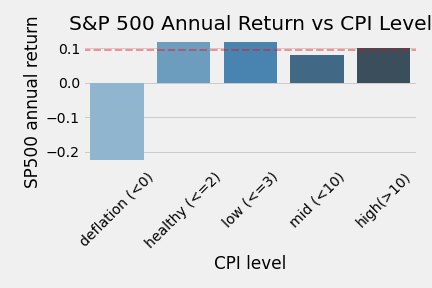 S&P 500 Annual Return vs CPI Level
SP500 annual return
0.1
0.0
−0.1
−0.2
deflation (<0)
healthy (<=2)
low (<=3)
mid (<10)
high(>10)
CPI level